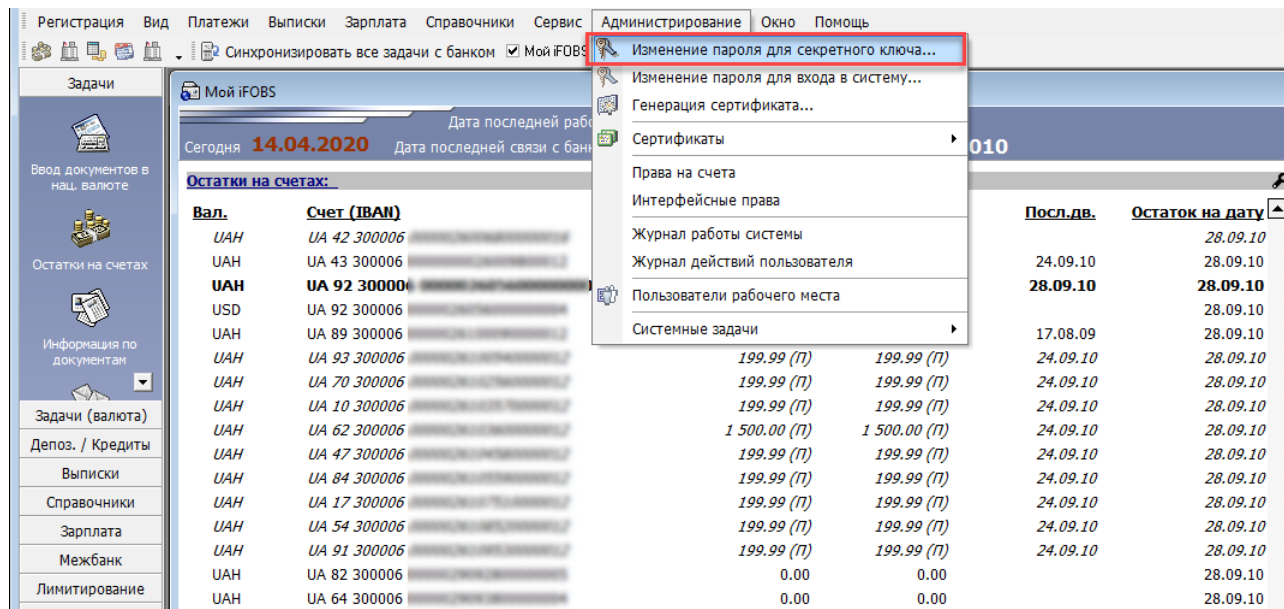 Регистрация Вид Платежи Выписки Зарплата Справочники Сервис Администрирование Окно Помощь
Синхронизировать все задачи с банком Мой iFOBS
Изменение пароля для секретного ключа...
Изменение пароля для входа в систему...
Генерация сертификата...
Сертификаты
Права на счета
Интерфейсные права
Журнал работы системы
Журнал действий пользователя
Пользователи рабочего места
Системные задачи
Задачи
Ввод документов в
нац. валюте
Остатки на счетах
Информация по
документам
Задачи (валюта)
Депоз. / Кредиты
Выписки
Справочники
Зарплата
Межбанк
Лимитирование
Мой iFOBS
Дата последней
Сегодня 14.04.2020 Дата последней связи с 010
Остатки на счетах:
Вал. Счет (IBAN) Посл.дв. Остаток на дату
UAH UA 42 300006 28.09.10
UAH UA 43 300006 24.09.10 28.09.10
UAH UA 92 300006 28.09.10 28.09.10
USD UA 92 300006 28.09.10
UAH UA 89 300006 17.08.09 28.09.10
UAH UA 93 300006 199.99 (П) 199.99 (П) 24.09.10 28.09.10
UAH UA 70 300006 199.99 (П) 199.99 (П) 24.09.10 28.09.10
UAH UA 10 300006 199.99 (П) 199.99 (П) 24.09.10 28.09.10
UAH UA 62 300006 1 500.00 (П) 1 500.00 (П) 24.09.10 28.09.10
UAH UA 47 300006 199.99 (П) 199.99 (П) 24.09.10 28.09.10
UAH UA 84 300006 199.99 (П) 199.99 (П) 24.09.10 28.09.10
UAH UA 17 300006 199.99 (П) 199.99 (П) 24.09.10 28.09.10
UAH UA 54 300006 199.99 (П) 199.99 (П) 24.09.10 28.09.10
UAH UA 91 300006 199.99 (П) 199.99 (П) 24.09.10 28.09.10
UAH UA 82 300006 0.00 0.00 28.09.10
UAH UA 64 300006 0.00 0.00 28.09.10